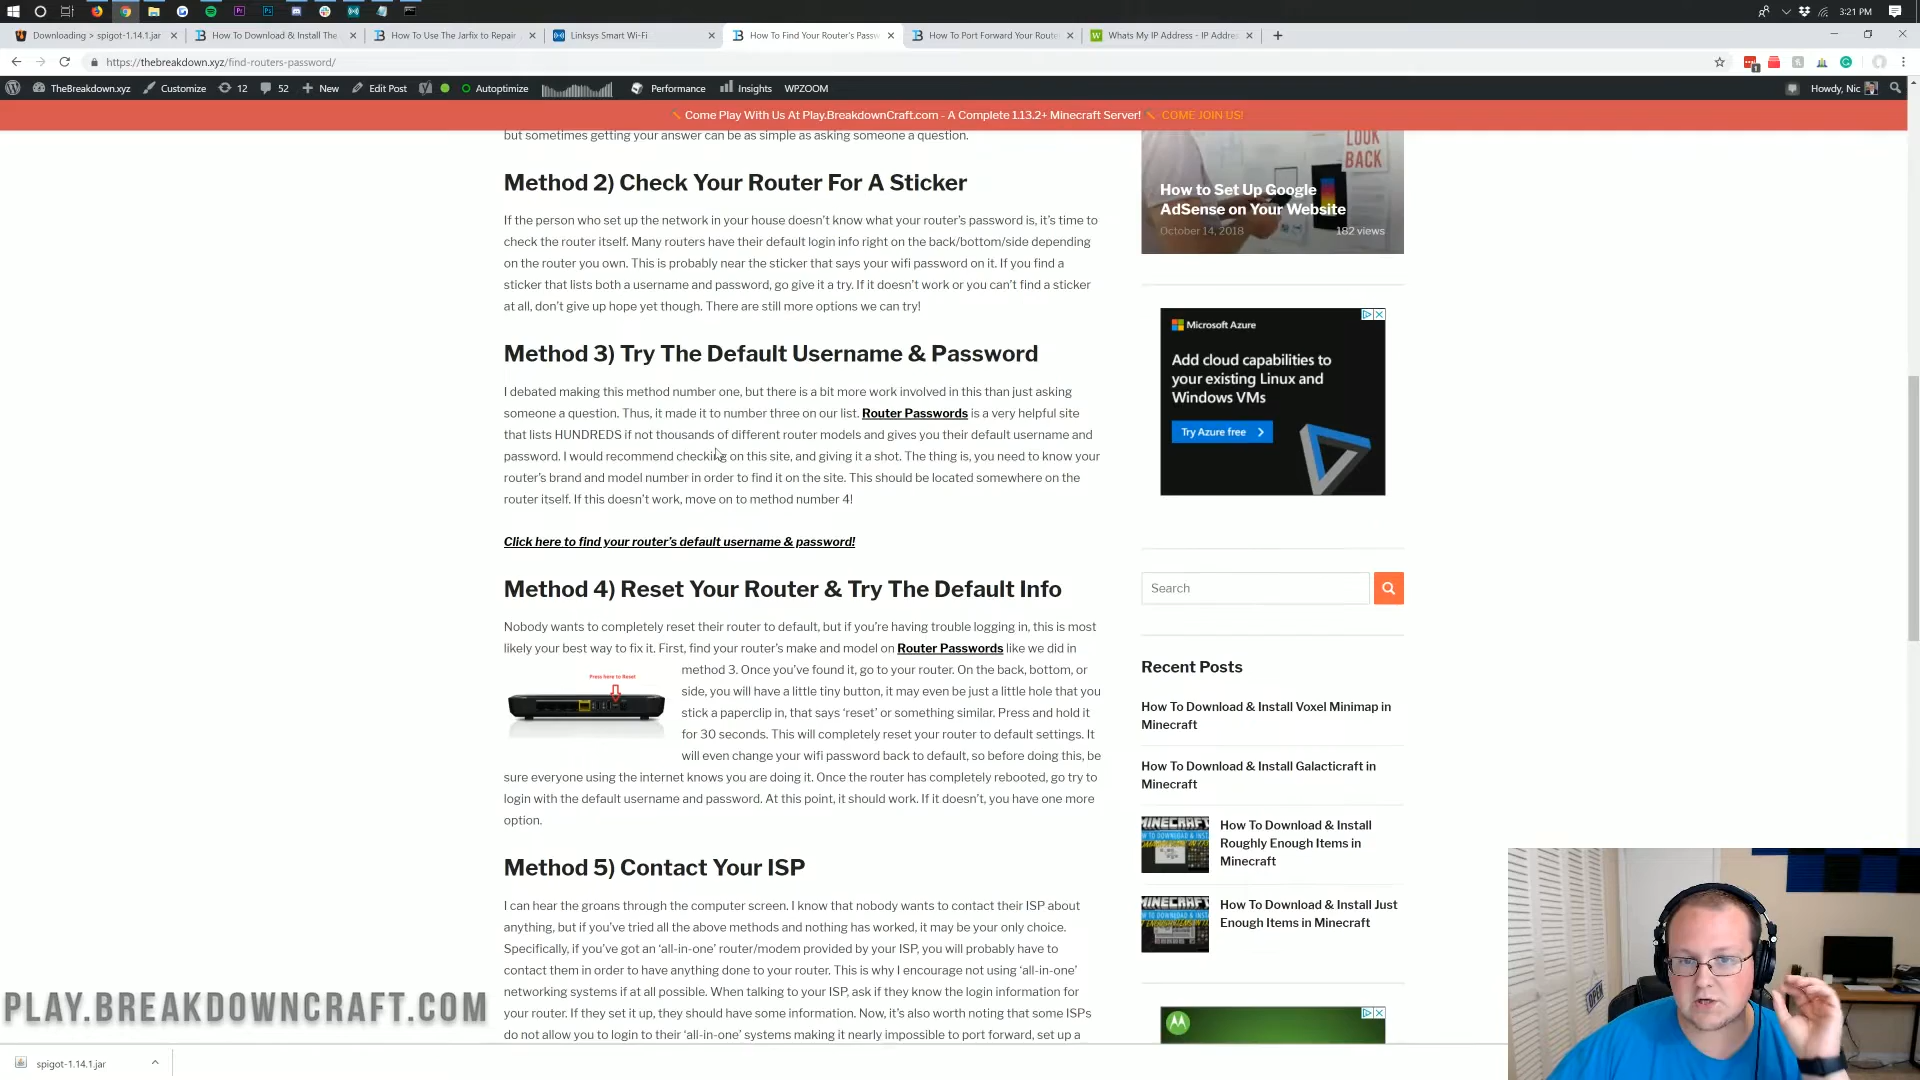 3:21 PM
Downloading > spigot-1.14.1.jar
How To Download & Install The
How To Use The Jarfix to Repair
Linksys Smart Wi-Fi
How To Find Your Router's Passw
How To Port Forward Your Route
Whats My IP Address - IP Addre
https://thebreakdown.xyz/find-routers-password/
TheBreakdown.xyz
Customize
12
52
New
Edit Post
Autoptimize
Performance
Insights
WPZOOM
Howdy, Nic
Come Play With Us At Play.BreakdownCraft.com - A Complete 1.13.2+ Minecraft Server! COME JOIN US!
but sometimes getting your answer can be as simple as asking someone a question.
Method 2) Check Your Router For A Sticker
If the person who set up the network in your house doesn't know what your router's password is, it's time to
check the router itself. Many routers have their default login info right on the back/bottom/side depending
on the router you own. This is probably near the sticker that says your wifi password on it. If you find a
sticker that lists both a username and password, go give it a try. If it doesn't work or you can't find a sticker
at all, don't give up hope yet though. There are still more options we can try!
Method 3) Try The Default Username & Password
I debated making this method number one, but there is a bit more work involved in this than just asking
someone a question. Thus, it made it to number three on our list. Router Passwords is a very helpful site
that lists HUNDREDS if not thousands of different router models and gives you their default username and
password. I would recommend checking on this site, and giving it a shot. The thing is, you need to know your
router's brand and model number in order to find it on the site. This should be located somewhere on the
router itself. If this doesn't work, move on to method number 4!
Click here to find your router's default username & password!
Method 4) Reset Your Router & Try The Default Info
Nobody wants to completely reset their router to default, but if you're having trouble logging in, this is most
likely your best way to fix it. First, find your router's make and model on Router Passwords like we did in
Press here to Reset
method 3. Once you've found it, go to your router. On the back, bottom, or
side, you will have a little tiny button, it may even be just a little hole that you
stick a paperclip in, that says 'reset' or something similar. Press and hold it
for 30 seconds. This will completely reset your router to default settings. It
will even change your wifi password back to default, so before doing this, be
sure everyone using the internet knows you are doing it. Once the router has completely rebooted, go try to
login with the default username and password. At this point, it should work. If it doesn't, you have one more
option.
Method 5) Contact Your ISP
I can hear the groans through the computer screen. I know that nobody wants to contact their ISP about
anything, but if you've tried all the above methods and nothing has worked, it may be your only choice.
Specifically, if you've got an 'all-in-one' router/modem provided by your ISP, you will probably have to
contact them in order to have anything done to your router. This is why I encourage not using 'all-in-one'
networking systems if at all possible. When talking to your ISP, ask if they know the login information for
your router. If they set it up, they should have some information. Now, it's also worth noting that some ISPs
do not allow you to login to their 'all-in-one' systems making it nearly impossible to port forward, set up a
LOOK
BACK
How to Set Up Google
AdSense on Your Website
October 14, 2018
182 views
Microsoft Azure
Add cloud capabilities to
your existing Linux and
Windows VMs
Try Azure free
Search
Recent Posts
How To Download & Install Voxel Minimap in
Minecraft
How To Download & Install Galacticraft in
Minecraft
How To Download & Install
Roughly Enough Items in
Minecraft
How To Download & Install Just
Enough Items in Minecraft
OPEN
PLAY.BREAKDOWNCRAFT.COM
spigot-1.14.1.jar